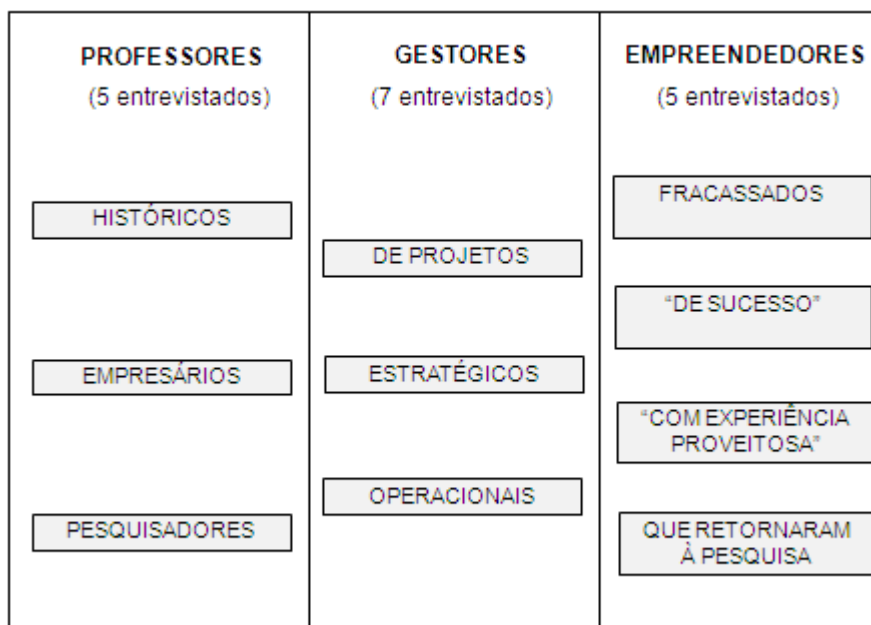 PROFESSORES
(5 entrevistados)
HISTÓRICOS
EMPRESÁRIOS
PESQUISADORES
GESTORES
(7 entrevistados)
DE PROJETOS
ESTRATÉGICOS
OPERACIONAIS
EMPREENDEDORES
(5 entrevistados)
FRACASSADOS
“DE SUCESSO”
“COM EXPERIÊNCIA
PROVEITOSA”
QUE RETORNARAM
À PESQUISA